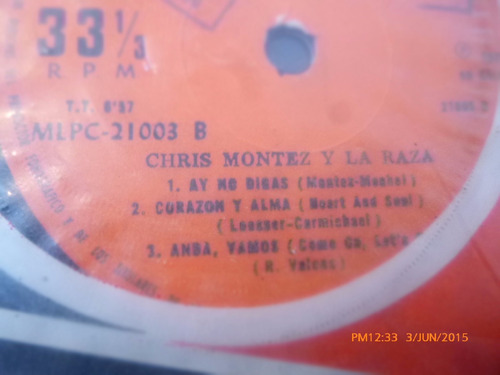 33 1/3
R P M
T.T. 8'57
MLPC-21003 B
CHRIS MONTEZ Y LA RAZA
1. AY NO DIGAS (Montez-Moshel)
2. CORAZON Y ALMA (Heart And Soul)
(Loesser-Carmichael)
3. ANDA, VAMOS (Come On, Let's
(R. Valens)
PM12:33 3/JUN/2015